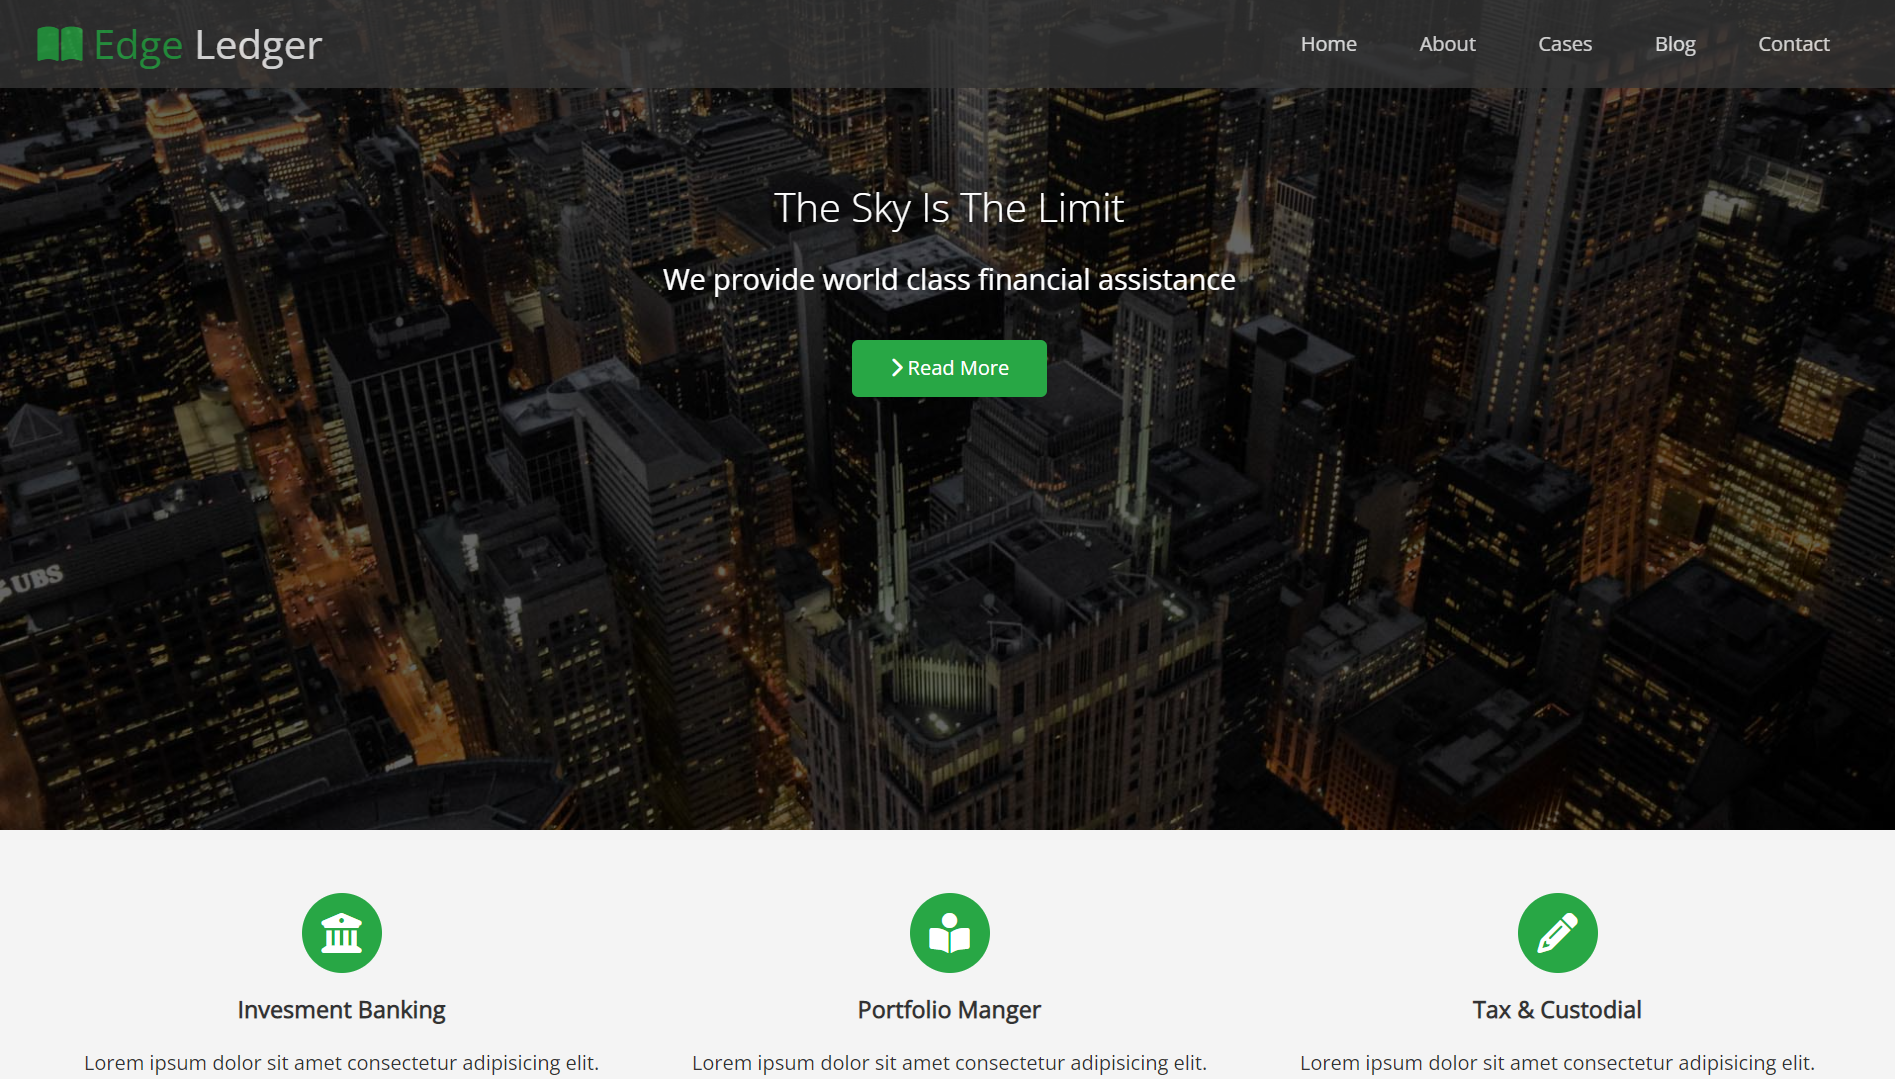 Edge Ledger
Home About Cases Blog Contact
The Sky Is The Limit
We provide world class financial assistance
Read More
UBS
Invesment Banking
Portfolio Manger
Tax & Custodial
Lorem ipsum dolor sit amet consectetur adipisicing elit.
Lorem ipsum dolor sit amet consectetur adipisicing elit.
Lorem ipsum dolor sit amet consectetur adipisicing elit.